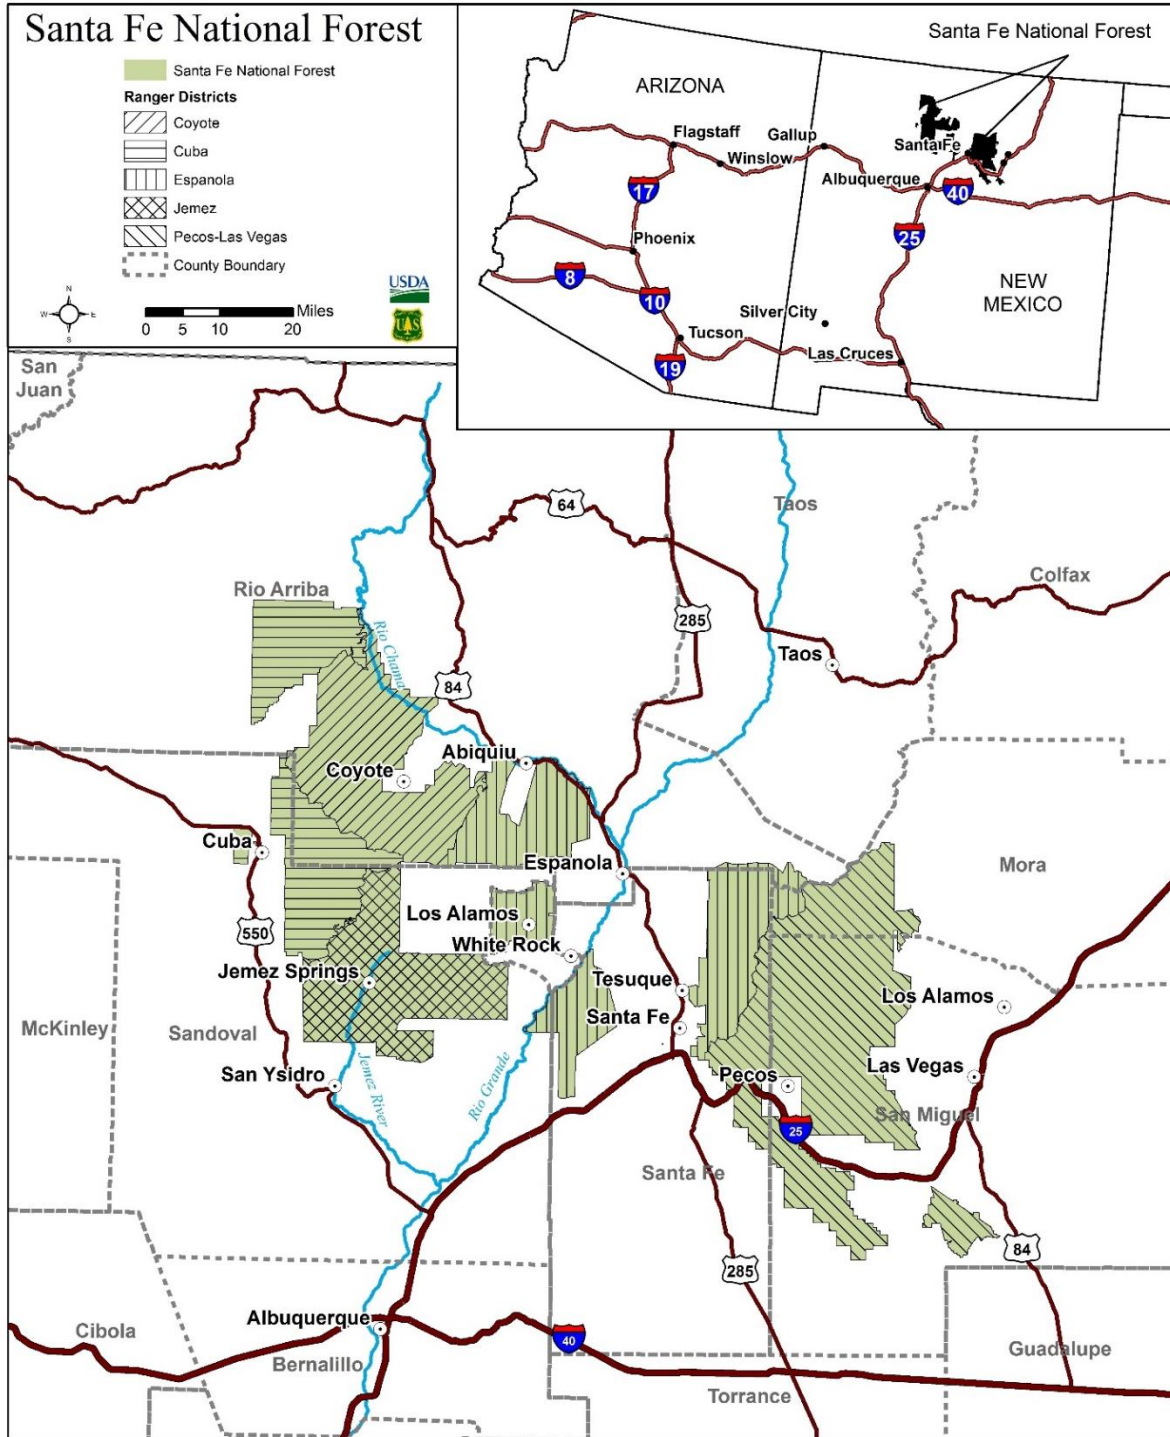 Santa Fe National Forest
Santa Fe National Forest
Ranger Districts
Coyote
Cuba
Espanola
Jemez
Pecos-Las Vegas
County Boundary
N
W
E
S
0
5
10
20
Miles
USDA
U S
Santa Fe National Forest
ARIZONA
Flagstaff
Gallup
Winslow
Santa Fe
Albuquerque
17
40
25
Phoenix
8
10
NEW
MEXICO
Silver City
Tucson
Las Cruces
19
San
Juan
64
Taos
Rio Arriba
Colfax
285
Rio Chama
Taos
84
Abiquiu
Coyote
Cuba
Espanola
Mora
Los Alamos
550
White Rock
Jemez Springs
Tesuque
Los Alamos
Santa Fe
McKinley
Sandoval
San Ysidro
Jemez River
Rio Grande
Pecos
Las Vegas
San Miguel
25
Santa Fe
84
285
Albuquerque
Cibola
40
Bernalillo
Guadalupe
Torrance